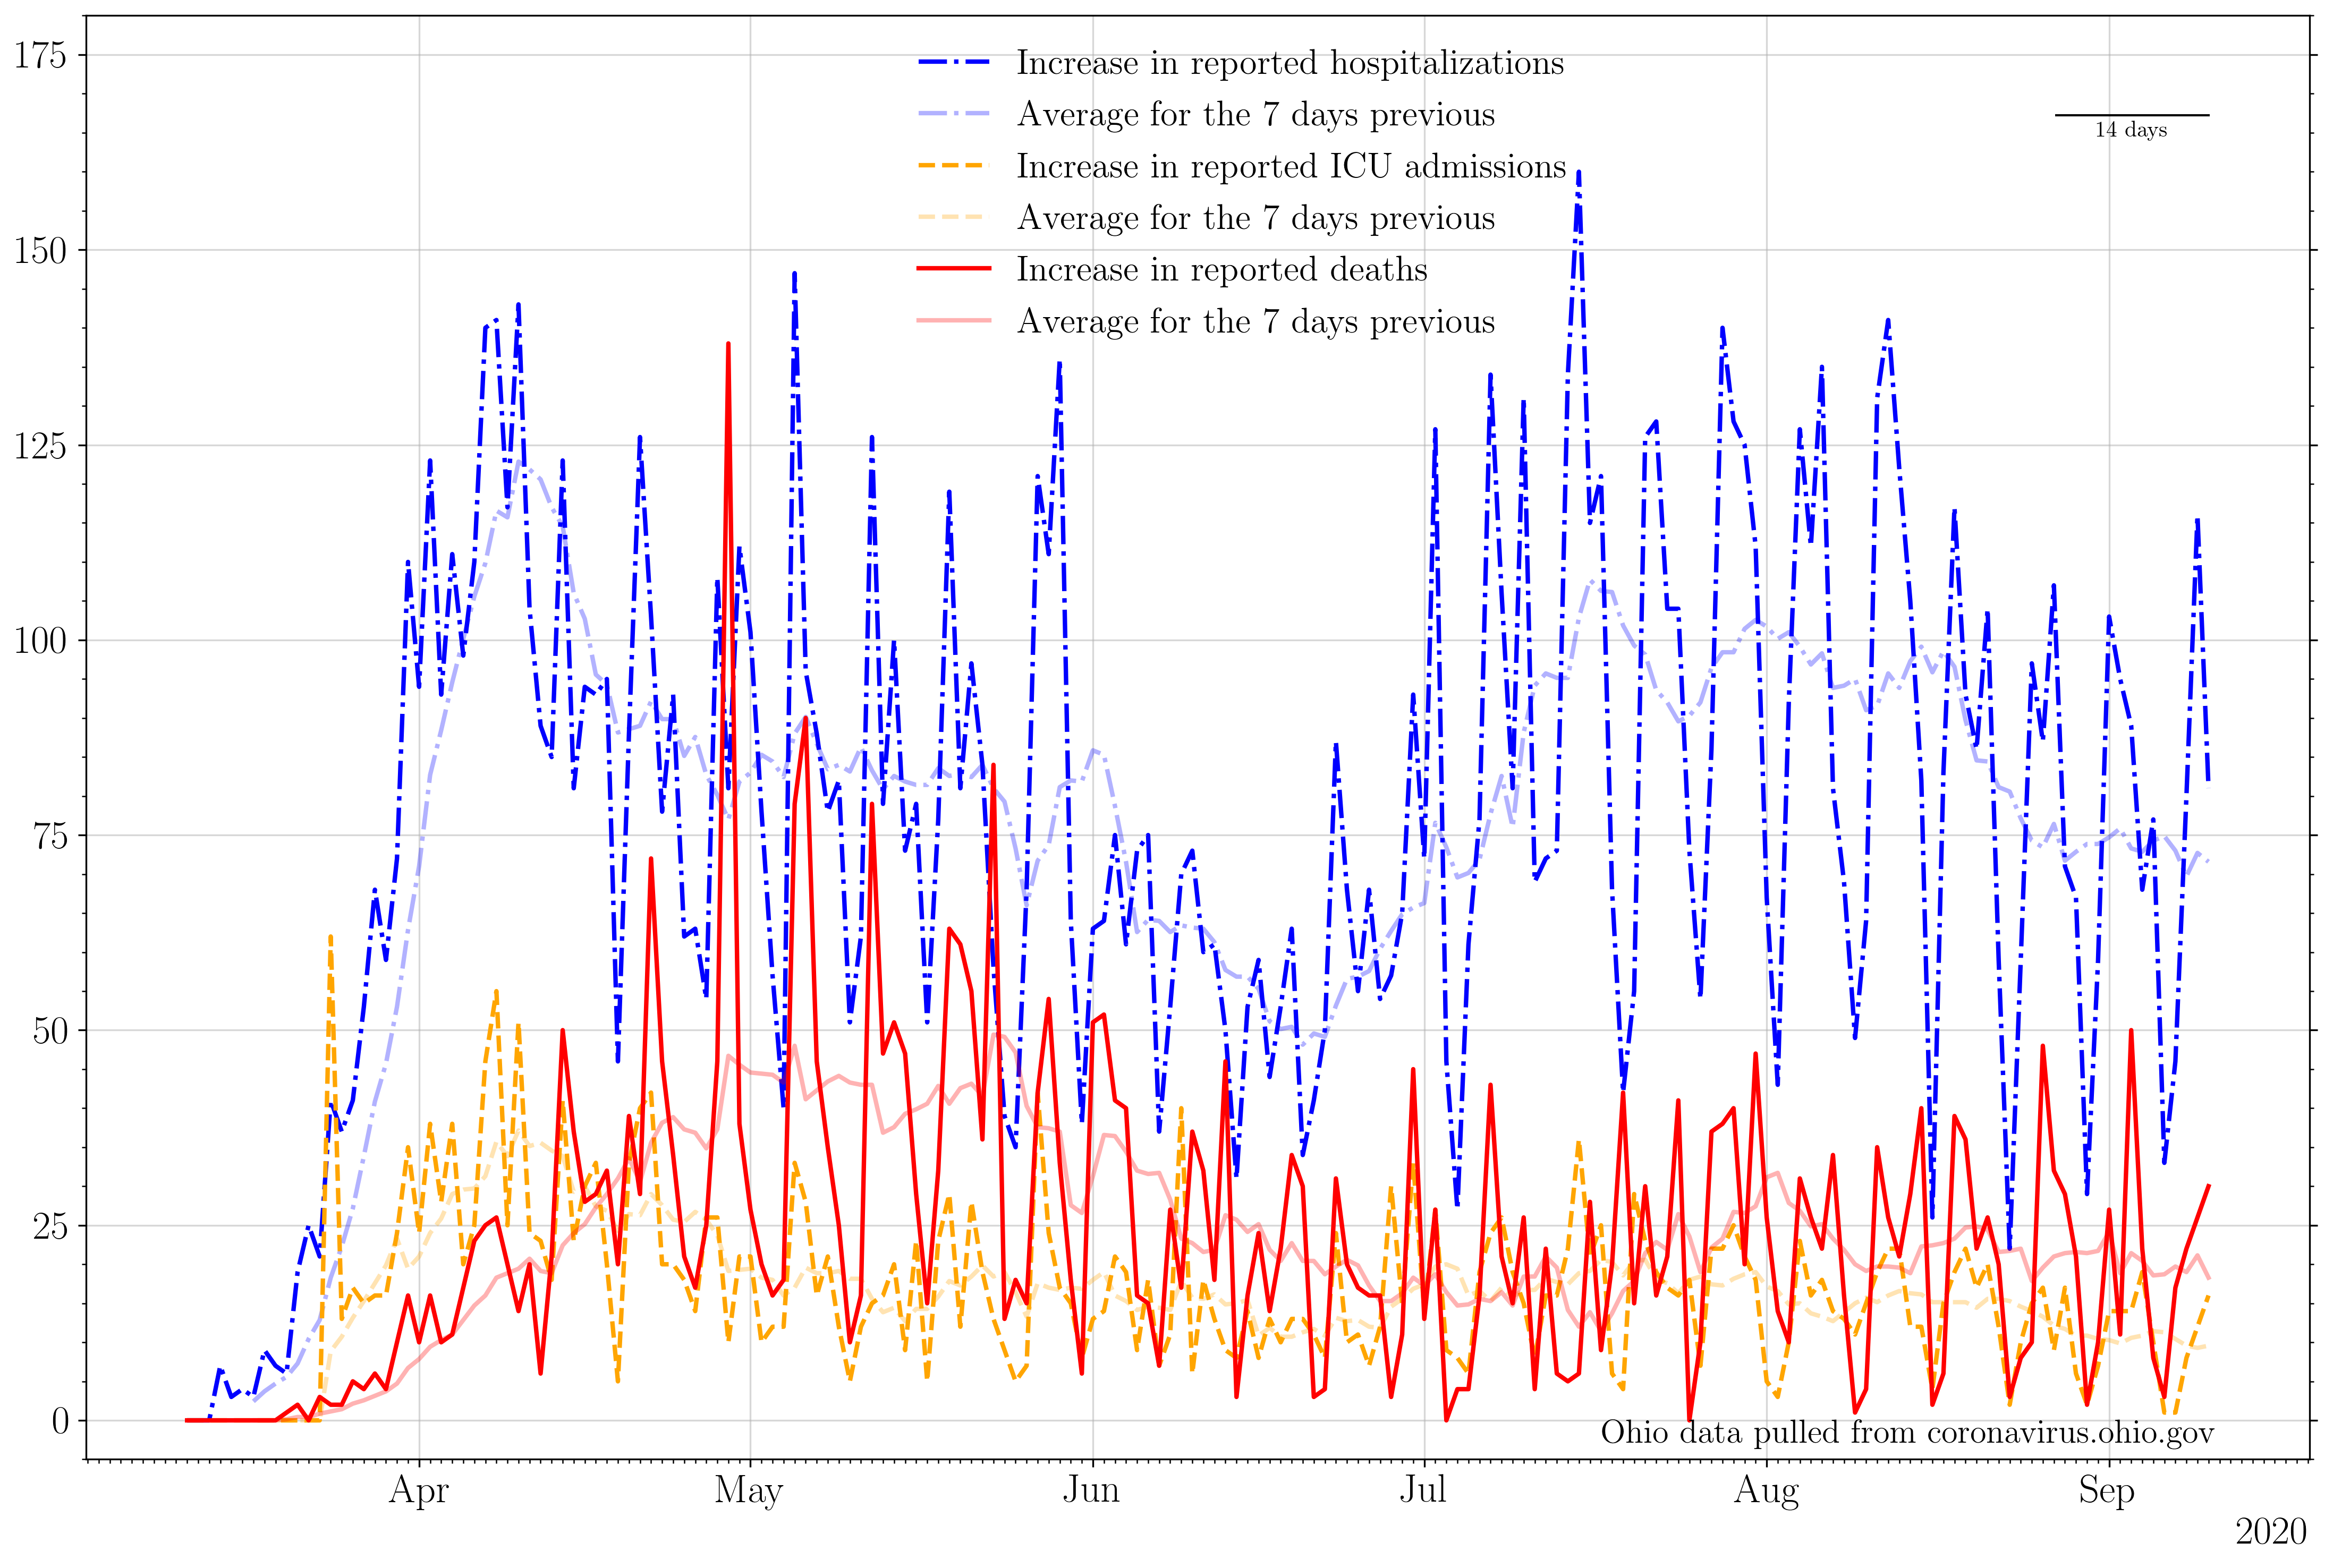 175
150
125
100
75
50
25
0
Increase in reported hospitalizations
Average for the 7 days previous
Increase in reported ICU admissions
Average for the 7 days previous
Increase in reported deaths
Average for the 7 days previous
14 days
Ohio data pulled from coronavirus.ohio.gov
Apr May Jun Jul Aug Sep
2020